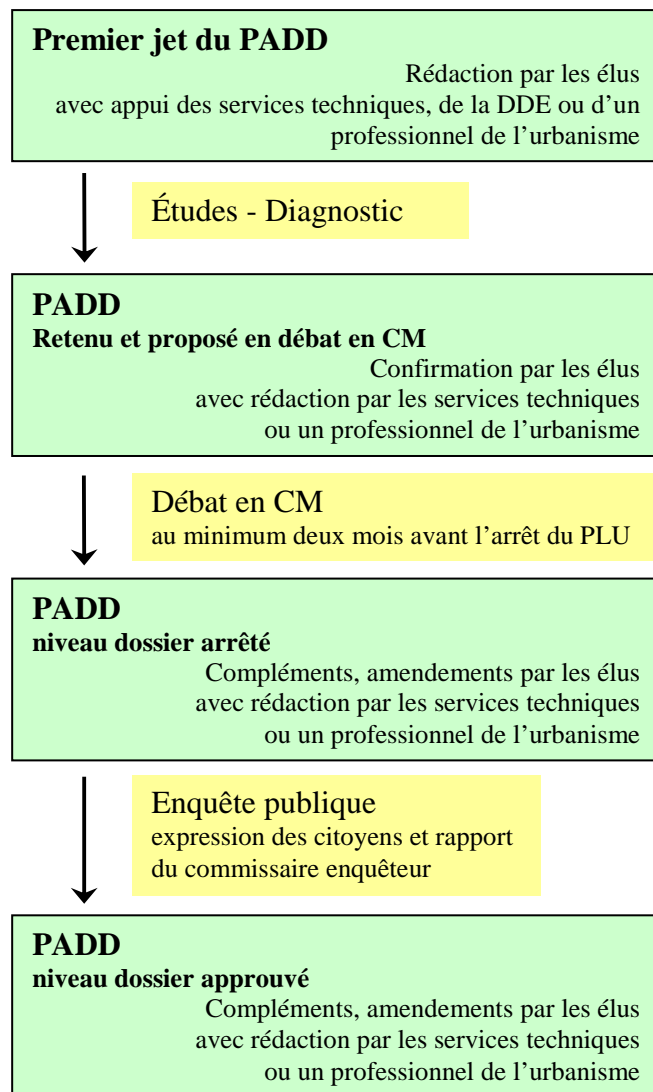 Premier jet du PADD
Rédaction par les élus
avec appui des services techniques, de la DDE ou d’un
professionnel de l’urbanisme
Études - Diagnostic
PADD
Retenu et proposé en débat en CM
Confirmation par les élus
avec rédaction par les services techniques
ou un professionnel de l’urbanisme
Débat en CM
au minimum deux mois avant l’arrêt du PLU
PADD
niveau dossier arrêté
Compléments, amendements par les élus
avec rédaction par les services techniques
ou un professionnel de l’urbanisme
Enquête publique
expression des citoyens et rapport
du commissaire enquêteur
PADD
niveau dossier approuvé
Compléments, amendements par les élus
avec rédaction par les services techniques
ou un professionnel de l’urbanisme